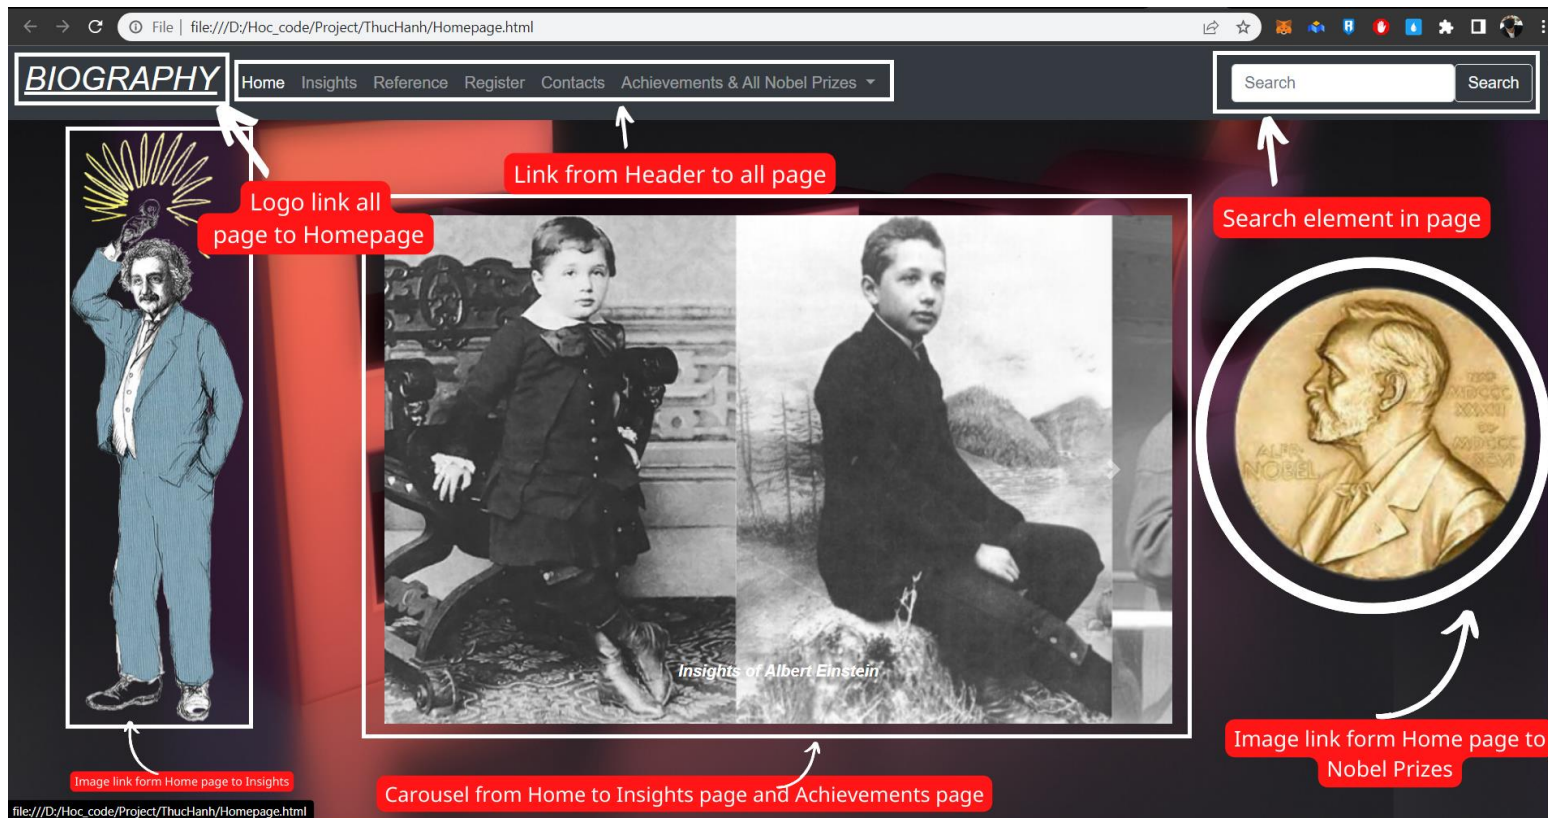 File | file:///D:/Hoc_code/Project/ThucHanh/Homepage.html
BIOGRAPHY
Home Insights Reference Register Contacts Achievements & All Nobel Prizes
Search Search
Link from Header to all page
Logo link all
page to Homepage
Search element in page
ALFR.
NOBEL
Insights of Albert Einstein
Image link form Home page to
Nobel Prizes
Image link form Home page to Insights
Carousel from Home to Insights page and Achievements page
file:///D:/Hoc_code/Project/ThucHanh/Homepage.html